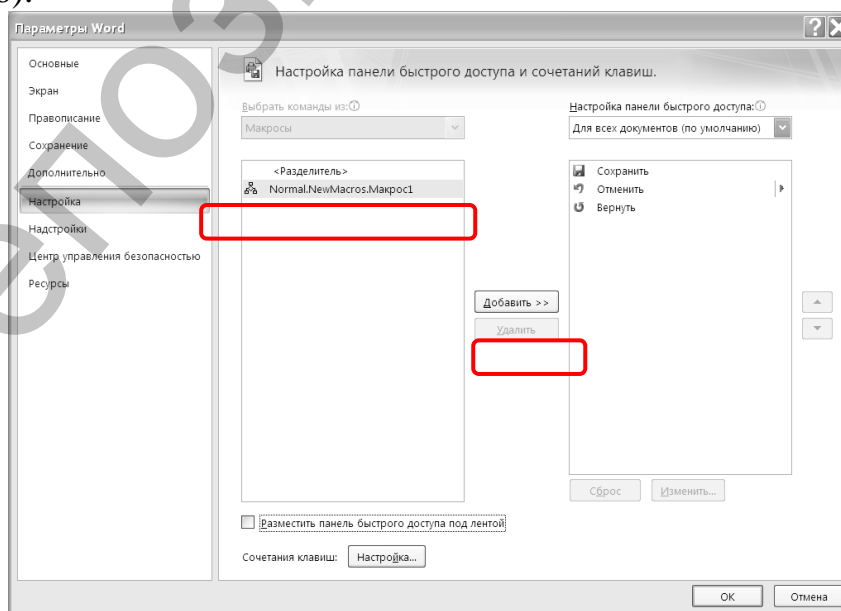 Параметры Word
Основные
Экран
Правописание
Сохранение
Дополнительно
Настройка
Надстройки
Центр управления безопасностью
Ресурсы
Настройка панели быстрого доступа и сочетаний клавиш.
Выбрать команды из:
Макросы
<Разделитель>
Normal.NewMacros.Макрос1
Добавить >>
Удалить
Настройка панели быстрого доступа:
Для всех документов (по умолчанию)
Сохранить
Отменить
Вернуть
Сброс
Изменить...
Разместить панель быстрого доступа под лентой
Сочетания клавиш:
Настройка...
ОК
Отмена